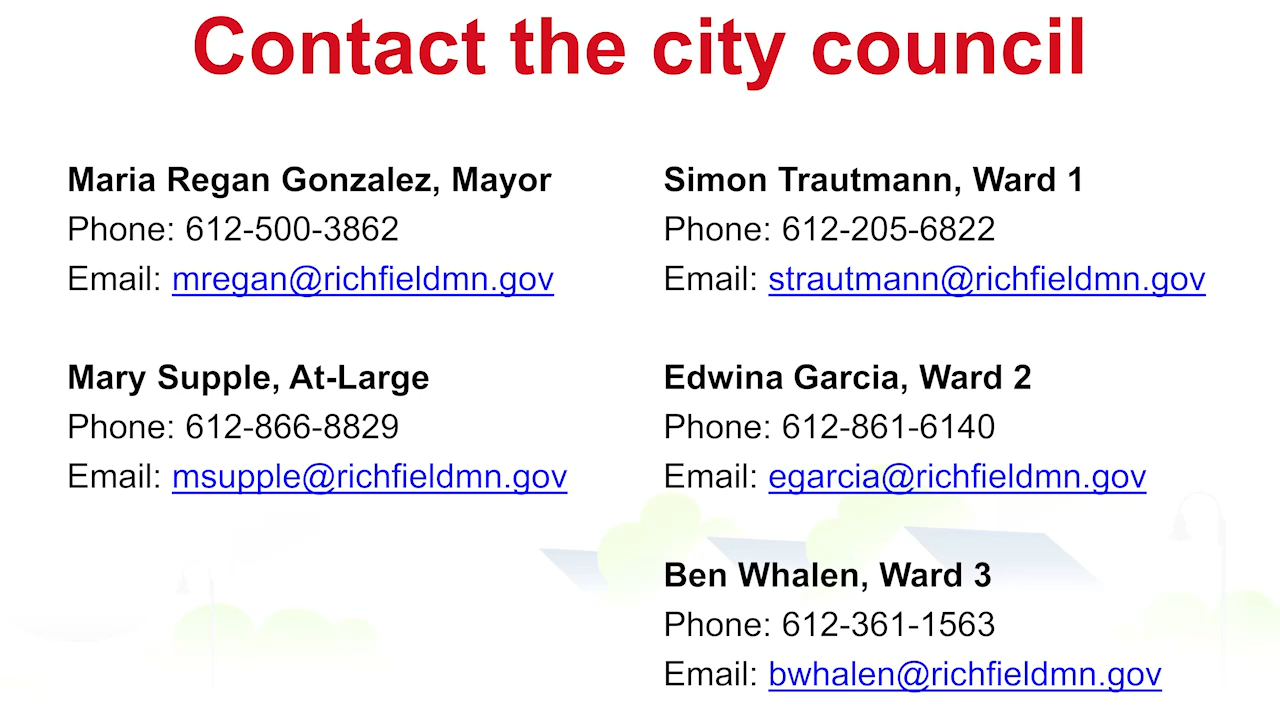 Contact the city council
Maria Regan Gonzalez, Mayor
Phone: 612-500-3862
Email: mregan@richfieldmn.gov
Mary Supple, At-Large
Phone: 612-866-8829
Email: msupple@richfieldmn.gov
Simon Trautmann, Ward 1
Phone: 612-205-6822
Email: strautmann@richfieldmn.gov
Edwina Garcia, Ward 2
Phone: 612-861-6140
Email: egarcia@richfieldmn.gov
Ben Whalen, Ward 3
Phone: 612-361-1563
Email: bwhalen@richfieldmn.gov